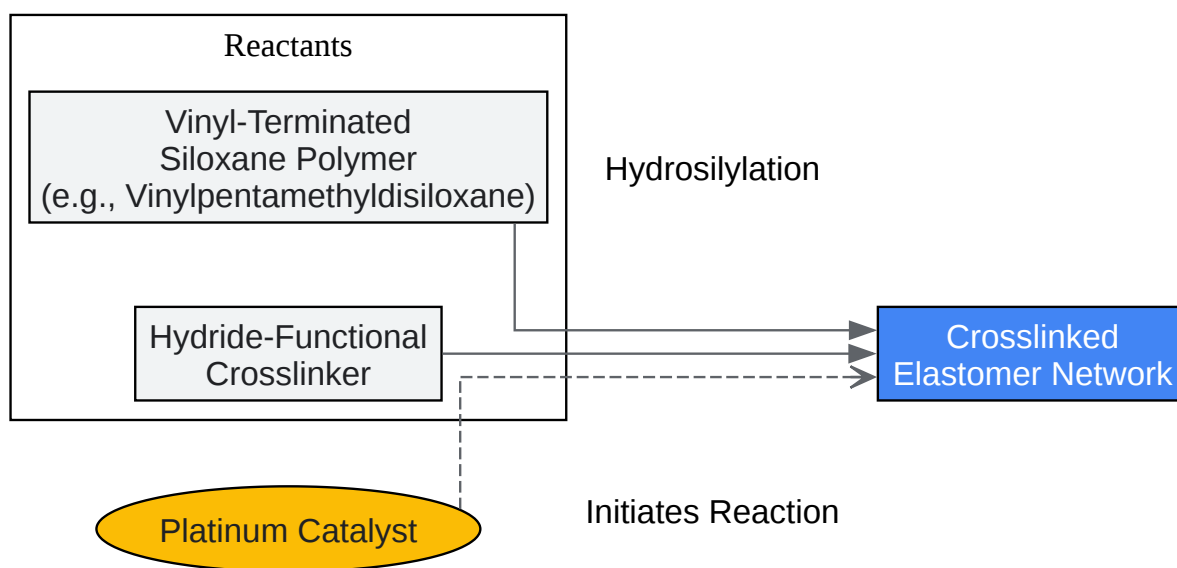 Reactants
Vinyl-Terminated
Siloxane Polymer
(e.g., Vinylpentamethyldisiloxane)
Hydrosilylation
Hydride-Functional
Crosslinker
Crosslinked
Elastomer Network
Platinum Catalyst
Initiates Reaction